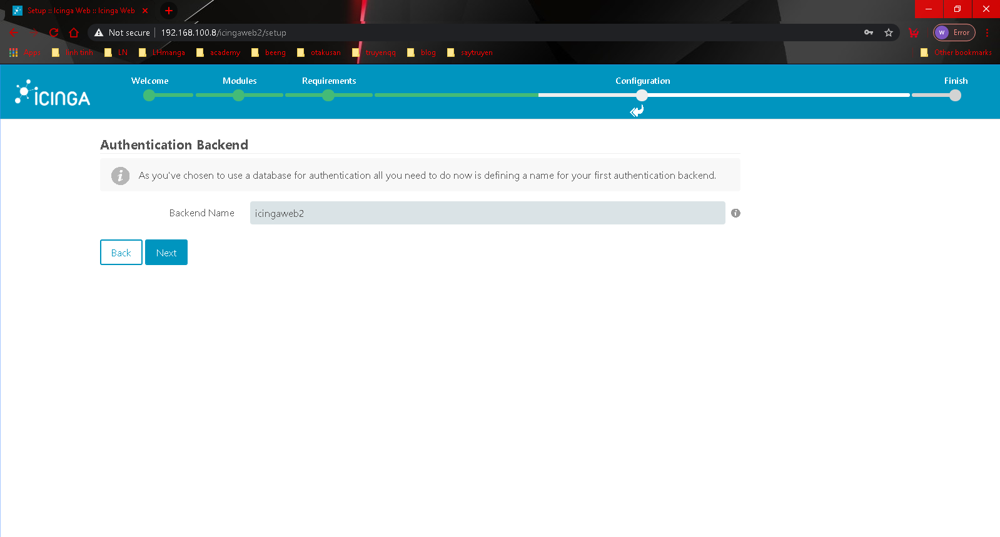 Setup :: Icinga Web :: Icinga Web
Not secure 192.168.100.8/icingaweb2/setup
W Error
Apps linh tinh LN LHmanga academy beeng otakusan truyenqq blog saytruyen Other bookmarks
ICINGA
Welcome Modules Requirements Configuration Finish
Authentication Backend
As you've chosen to use a database for authentication all you need to do now is defining a name for your first authentication backend.
Backend Name icingaweb2
Back Next